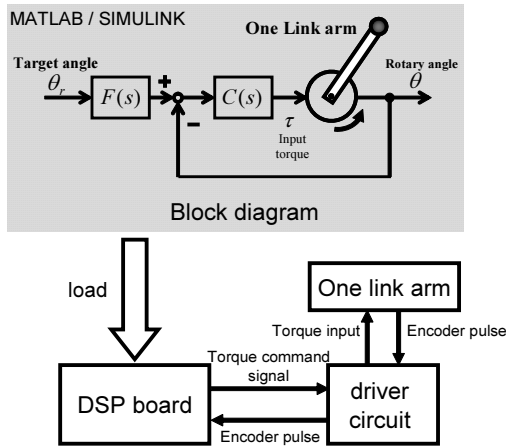 MATLAB / SIMULINK
One Link arm
Target angle
θr
F(s)
+
−
C(s)
τ
Input
torque
Rotary angle
θ
Block diagram
load
One link arm
Torque input
Encoder pulse
Torque command
signal
DSP board
driver
circuit
Encoder pulse